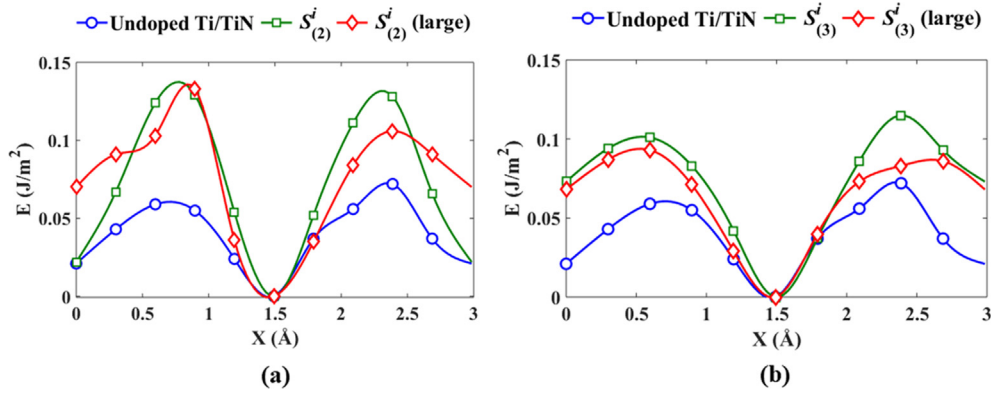 Undoped Ti/TiN S^i_(2) S^i_(2) (large)
0.15
0.1
0.05
0
E (J/m²)
0 0.5 1 1.5 2 2.5 3
X (Å)
(a)
Undoped Ti/TiN S^i_(3) S^i_(3) (large)
0.15
0.1
0.05
0
E (J/m²)
0 0.5 1 1.5 2 2.5 3
X (Å)
(b)